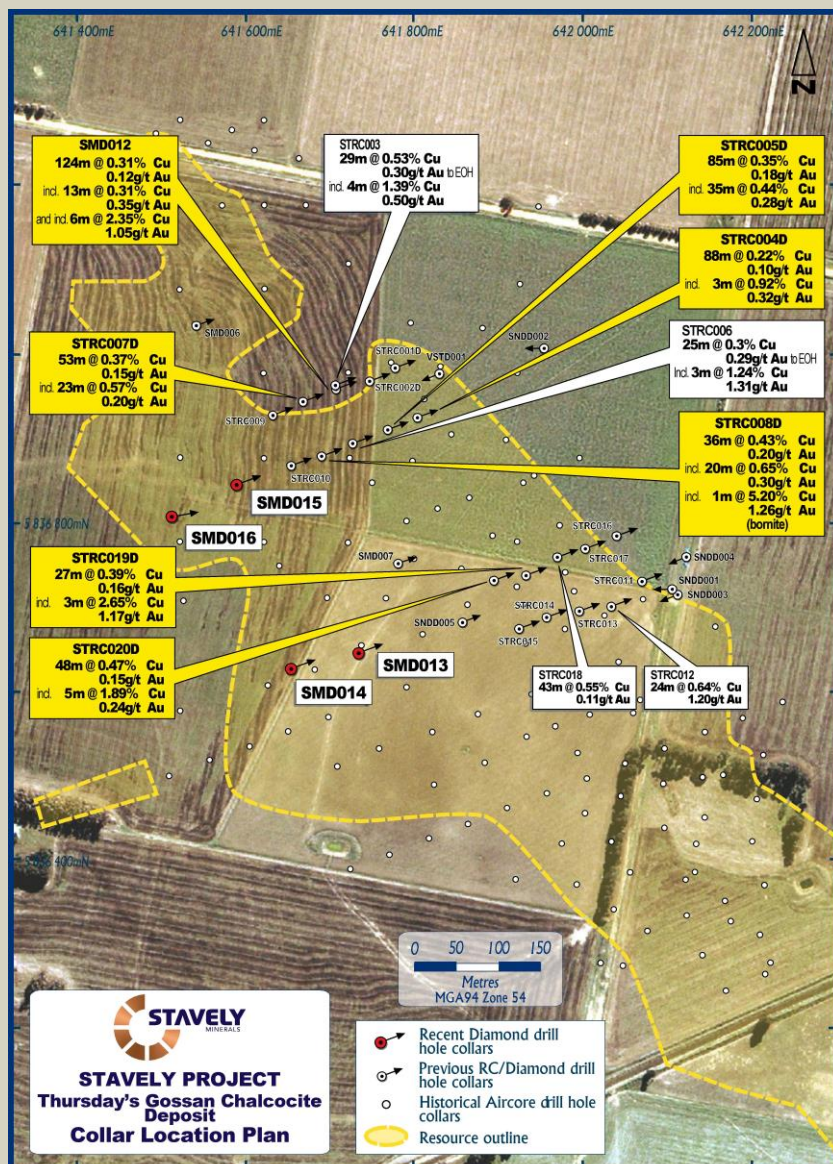 641 400mE
641 600mE
641 800mE
642 000mE
642 200mE
N
SMD012
124m @ 0.31% Cu
0.12g/t Au
incl. 13m @ 0.31% Cu
0.35g/t Au
and incl. 6m @ 2.35% Cu
1.05g/t Au
STRC003
29m @ 0.53% Cu
0.30g/t Au to EOH
incl. 4m @ 1.39% Cu
0.50g/t Au
STRC005D
85m @ 0.35% Cu
0.18g/t Au
incl. 35m @ 0.44% Cu
0.28g/t Au
STRC004D
88m @ 0.22% Cu
0.10g/t Au
incl. 3m @ 0.92% Cu
0.32g/t Au
STRC006
25m @ 0.3% Cu
0.29g/t Au to EOH
Incl. 3m @ 1.24% Cu
1.31g/t Au
STRC007D
53m @ 0.37% Cu
0.15g/t Au
incl. 23m @ 0.57% Cu
0.20g/t Au
STRC008D
36m @ 0.43% Cu
0.20g/t Au
incl. 20m @ 0.65% Cu
0.30g/t Au
incl. 1m @ 5.20% Cu
1.26g/t Au
(bornite)
SMD006
SNDD002
STRC001D
VSTD001
STRC002D
STRC009
STRC010
SMD015
SMD016
5 836 800mN
STRC016
STRC017
SMD007
SNDD004
STRC011
SNDD001
SNDD003
STRC019D
27m @ 0.39% Cu
0.16g/t Au
incl. 3m @ 2.65% Cu
1.17g/t Au
STRC014
STRC013
SNDD005
STRC015
SMD013
SMD014
STRC020D
48m @ 0.47% Cu
0.15g/t Au
incl. 5m @ 1.89% Cu
0.24g/t Au
STRC018
43m @ 0.55% Cu
0.11g/t Au
STRC012
24m @ 0.64% Cu
1.20g/t Au
400mN
0 50 100 150
Metres
MGA94 Zone 54
STAVELY
MINERALS
STAVELY PROJECT
Thursday's Gossan Chalcocite
Deposit
Collar Location Plan
Recent Diamond drill
hole collars
Previous RC/Diamond drill
hole collars
Historical Aircore drill hole
collars
Resource outline